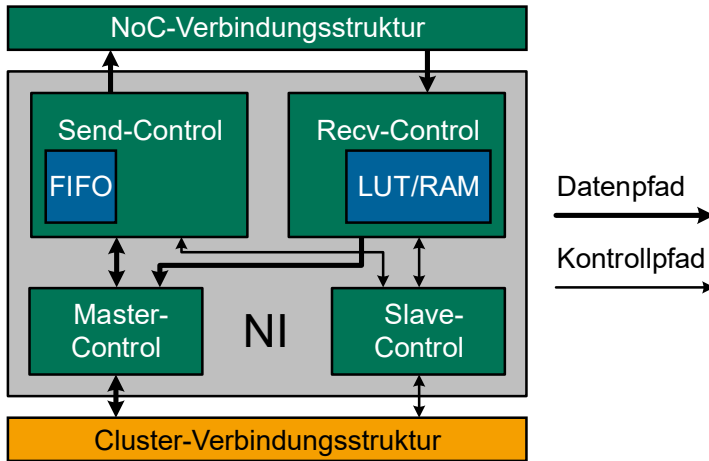 NoC-Verbindungsstruktur
Send-Control
Recv-Control
FIFO
LUT/RAM
Datenpfad
Kontrollpfad
Master-
Control
NI
Slave-
Control
Cluster-Verbindungsstruktur